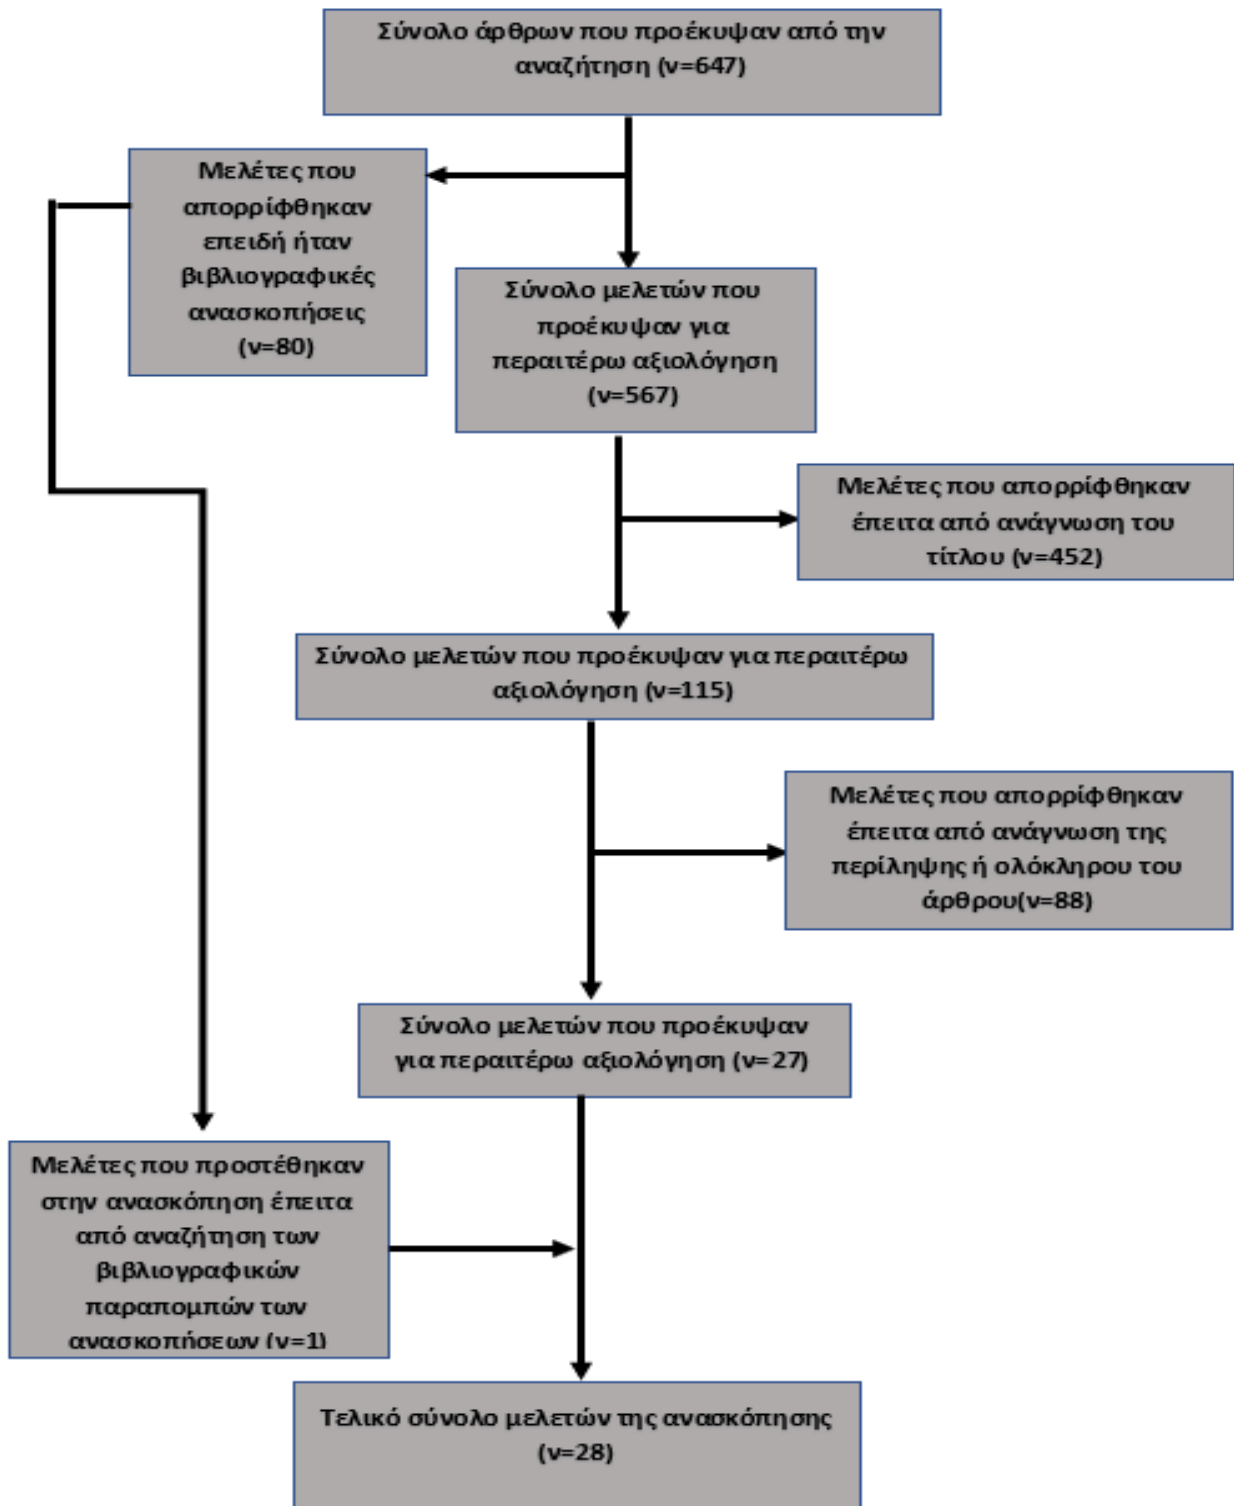 Σύνολο άρθρων που προέκυψαν από την
αναζήτηση (ν=647)
Μελέτες που
απορρίφθηκαν
επειδή ήταν
βιβλιογραφικές
ανασκοπήσεις
(ν=80)
Σύνολο μελετών που
προέκυψαν για
περαιτέρω αξιολόγηση
(ν=567)
Μελέτες που απορρίφθηκαν
έπειτα από ανάγνωση του
τίτλου (ν=452)
Σύνολο μελετών που προέκυψαν για περαιτέρω
αξιολόγηση (ν=115)
Μελέτες που απορρίφθηκαν
έπειτα από ανάγνωση της
περίληψης ή ολόκληρου του
άρθρου(ν=88)
Σύνολο μελετών που προέκυψαν
για περαιτέρω αξιολόγηση (ν=27)
Μελέτες που προστέθηκαν
στην ανασκόπηση έπειτα
από αναζήτηση των
βιβλιογραφικών
παραπομπών των
ανασκοπήσεων (ν=1)
Τελικό σύνολο μελετών της ανασκόπησης
(ν=28)